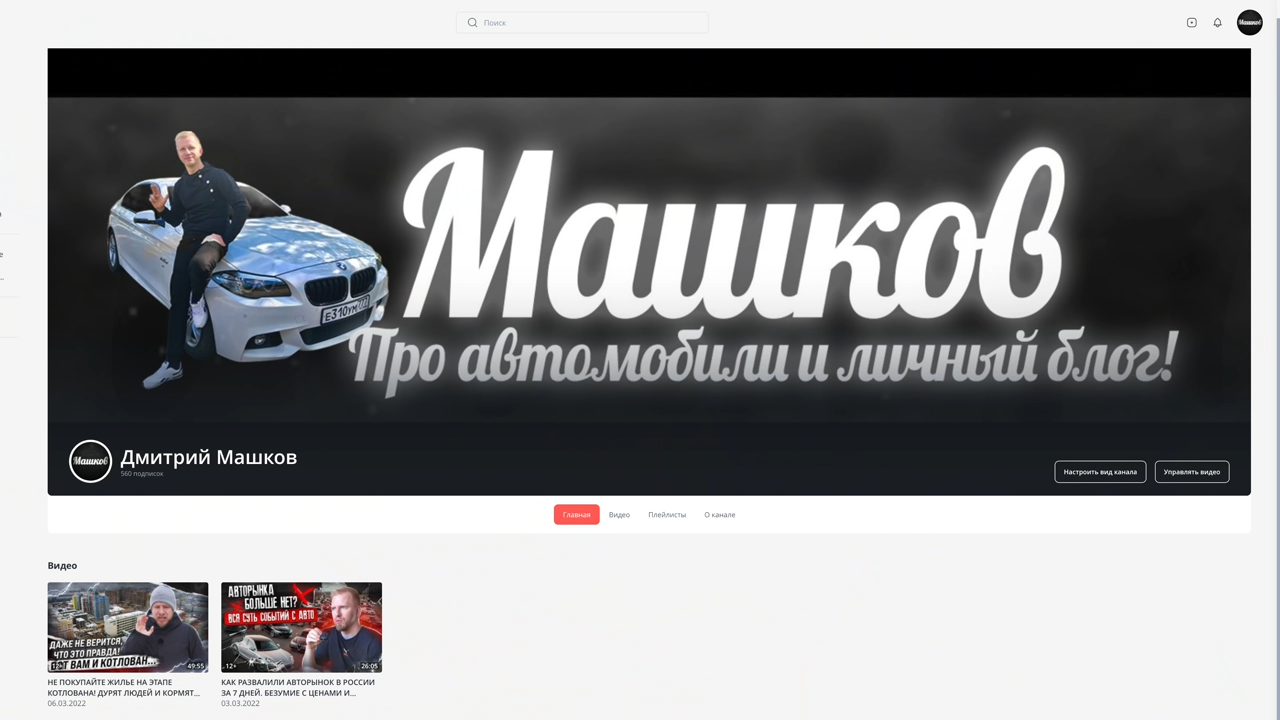 Поиск
Машков
Машков
Про автомобили и личный блог!
Е310УМ
Машков
Дмитрий Машков
560 подписок
Настроить вид канала
Управлять видео
Главная
Видео
Плейлисты
О канале
Видео
ДАЖЕ НЕ ВЕРИТСЯ,
ЧТО ЭТО ПРАВДА!
ВАМ И КОТЛОВАН...
49:55
АВТОРЫНКА
БОЛЬШЕ НЕТ?
ВСЯ СУТЬ СОБЫТИЙ С АВТО
12+
26:05
НЕ ПОКУПАЙТЕ ЖИЛЬЕ НА ЭТАПЕ
КОТЛОВАНА! ДУРЯТ ЛЮДЕЙ И КОРМЯТ...
06.03.2022
КАК РАЗВАЛИЛИ АВТОРЫНОК В РОССИИ
ЗА 7 ДНЕЙ. БЕЗУМИЕ С ЦЕНАМИ И...
03.03.2022